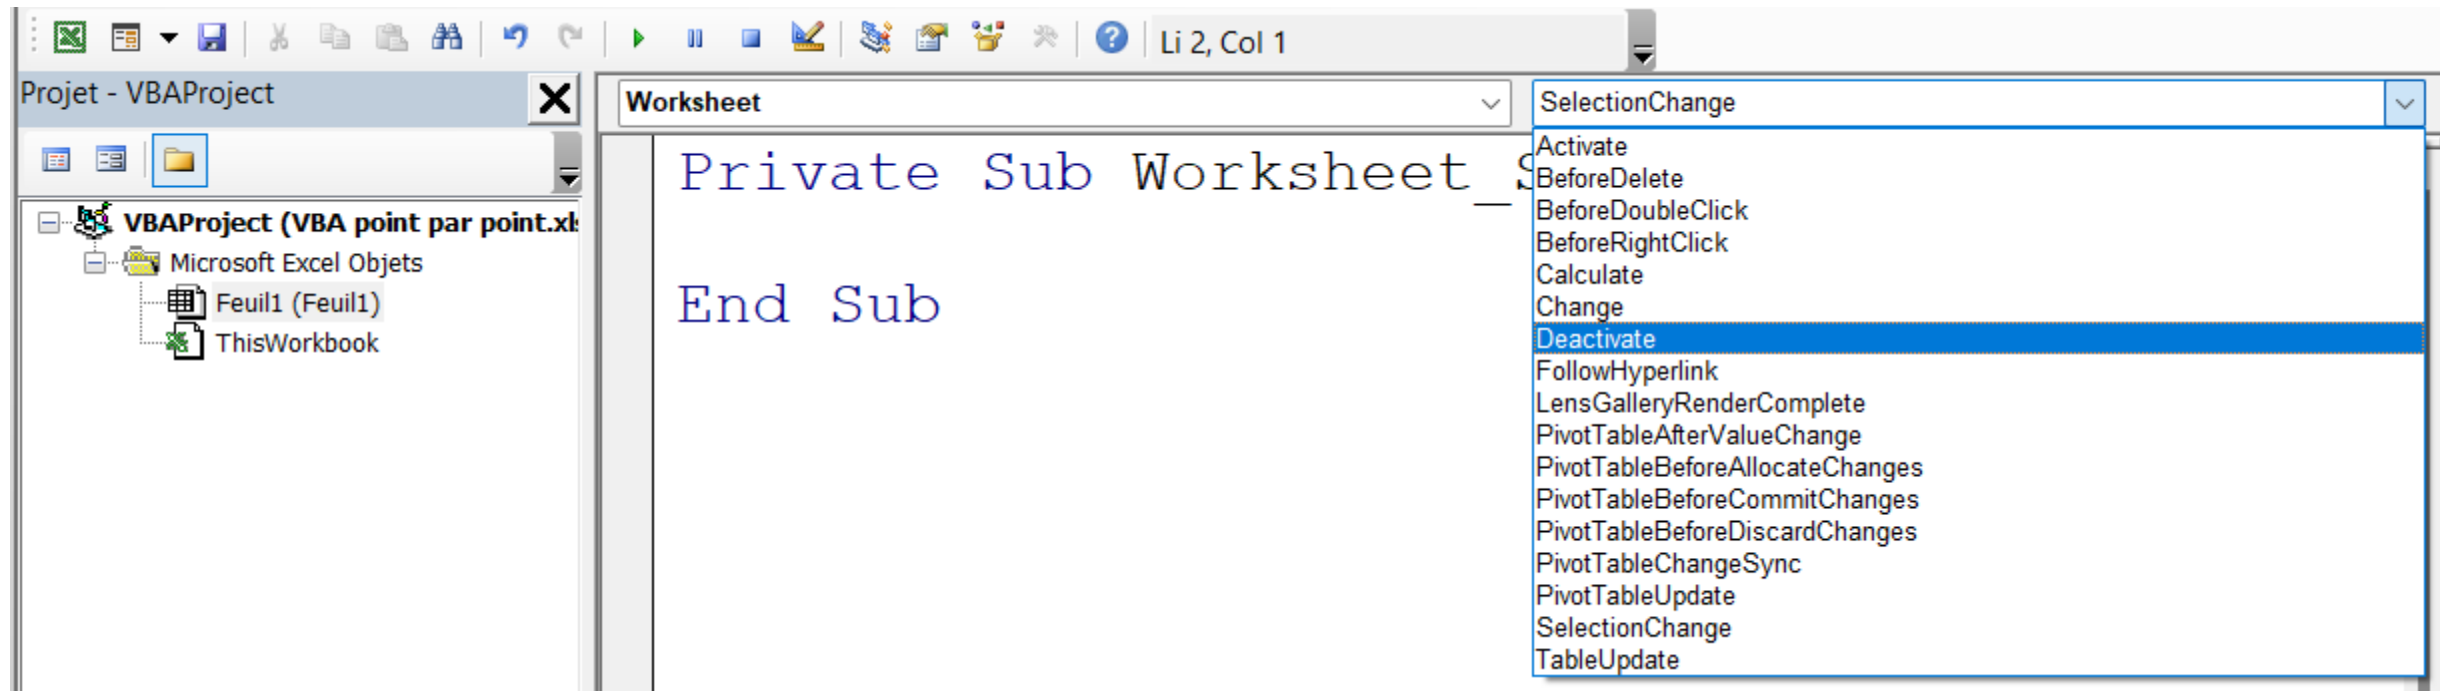 Li 2, Col 1
Projet - VBAProject
VBAProject (VBA point par point.xl
Microsoft Excel Objets
Feuil1 (Feuil1)
ThisWorkbook
Worksheet
SelectionChange
Private Sub Worksheet_S
End Sub
Activate
BeforeDelete
BeforeDoubleClick
BeforeRightClick
Calculate
Change
Deactivate
FollowHyperlink
LensGalleryRenderComplete
PivotTableAfterValueChange
PivotTableBeforeAllocateChanges
PivotTableBeforeCommitChanges
PivotTableBeforeDiscardChanges
PivotTableChangeSync
PivotTableUpdate
SelectionChange
TableUpdate